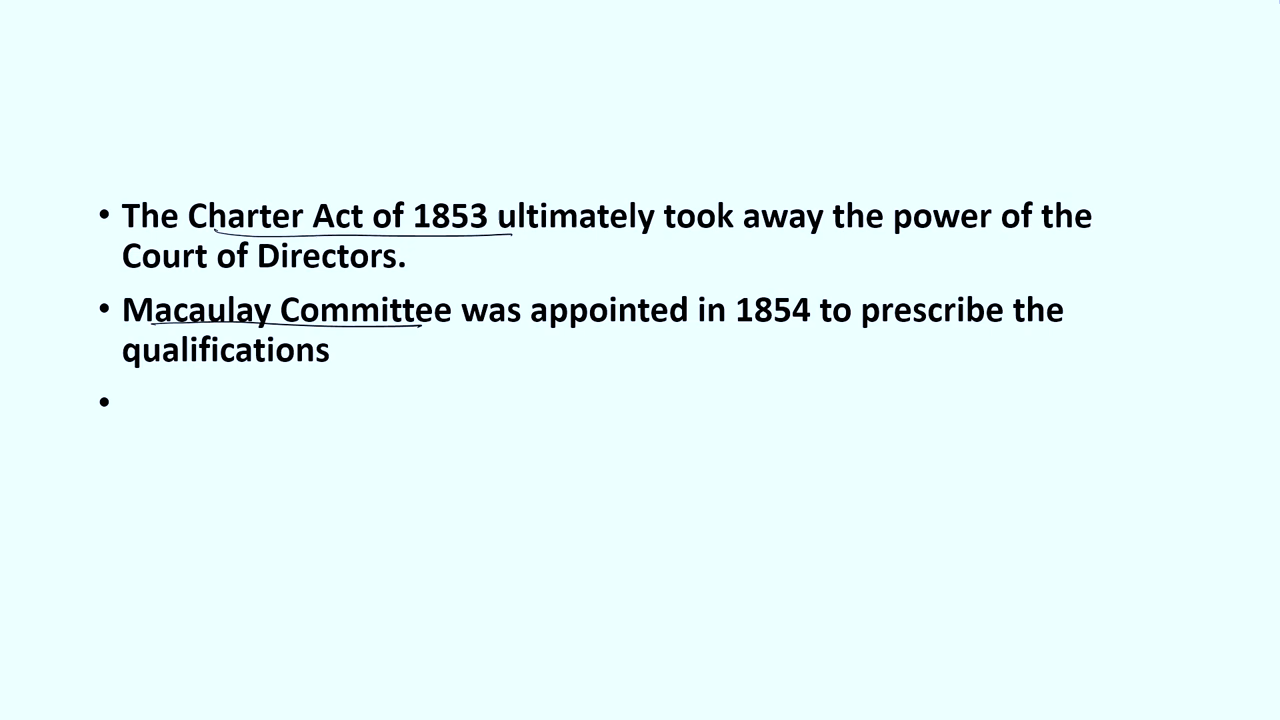 • The Charter Act of 1853 ultimately took away the power of the
Court of Directors.
• Macaulay Committee was appointed in 1854 to prescribe the
qualifications
•